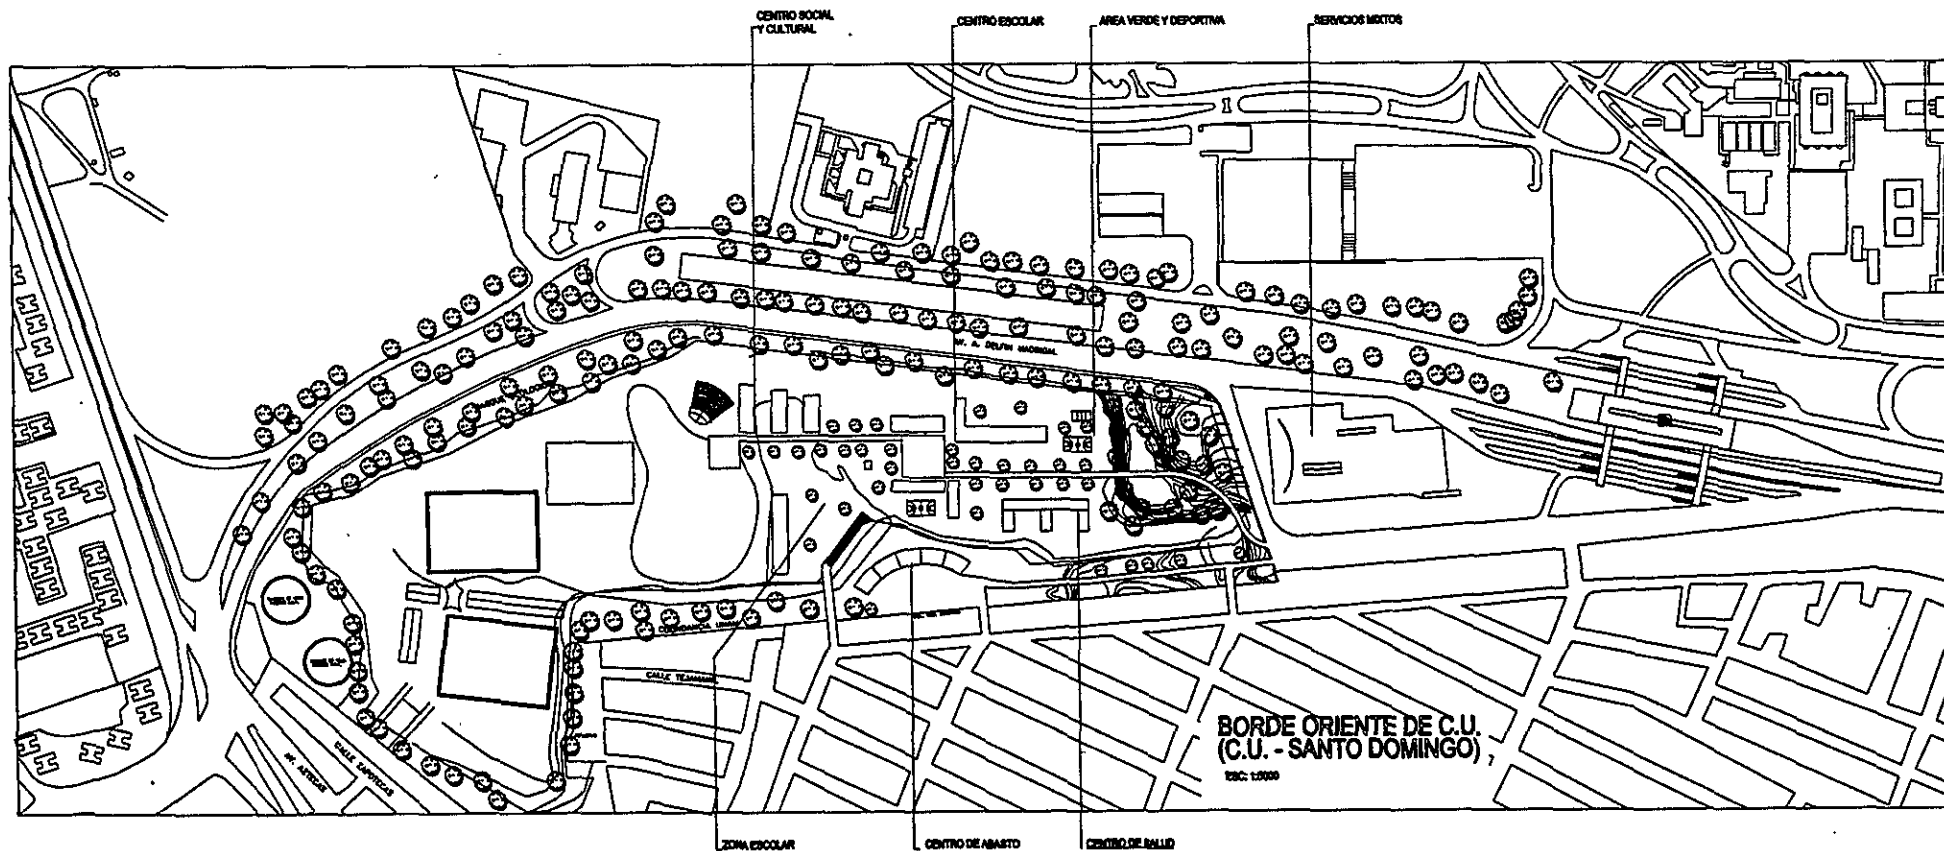 CENTRO SOCIAL
Y CULTURAL
CENTRO ESCOLAR
AREA VERDE Y DEPORTIVA
SERVICIOS MIXTOS
AV. A. DELFIN MADRIGAL
CALLE TEJAMANIL
AV. AZTECAS
CALLE ZAPOTECAS
BORDE ORIENTE DE C.U.
(C.U. - SANTO DOMINGO)
ESC: 1:5000
ZONA ESCOLAR
CENTRO DE ABASTO
CENTRO DE SALUD